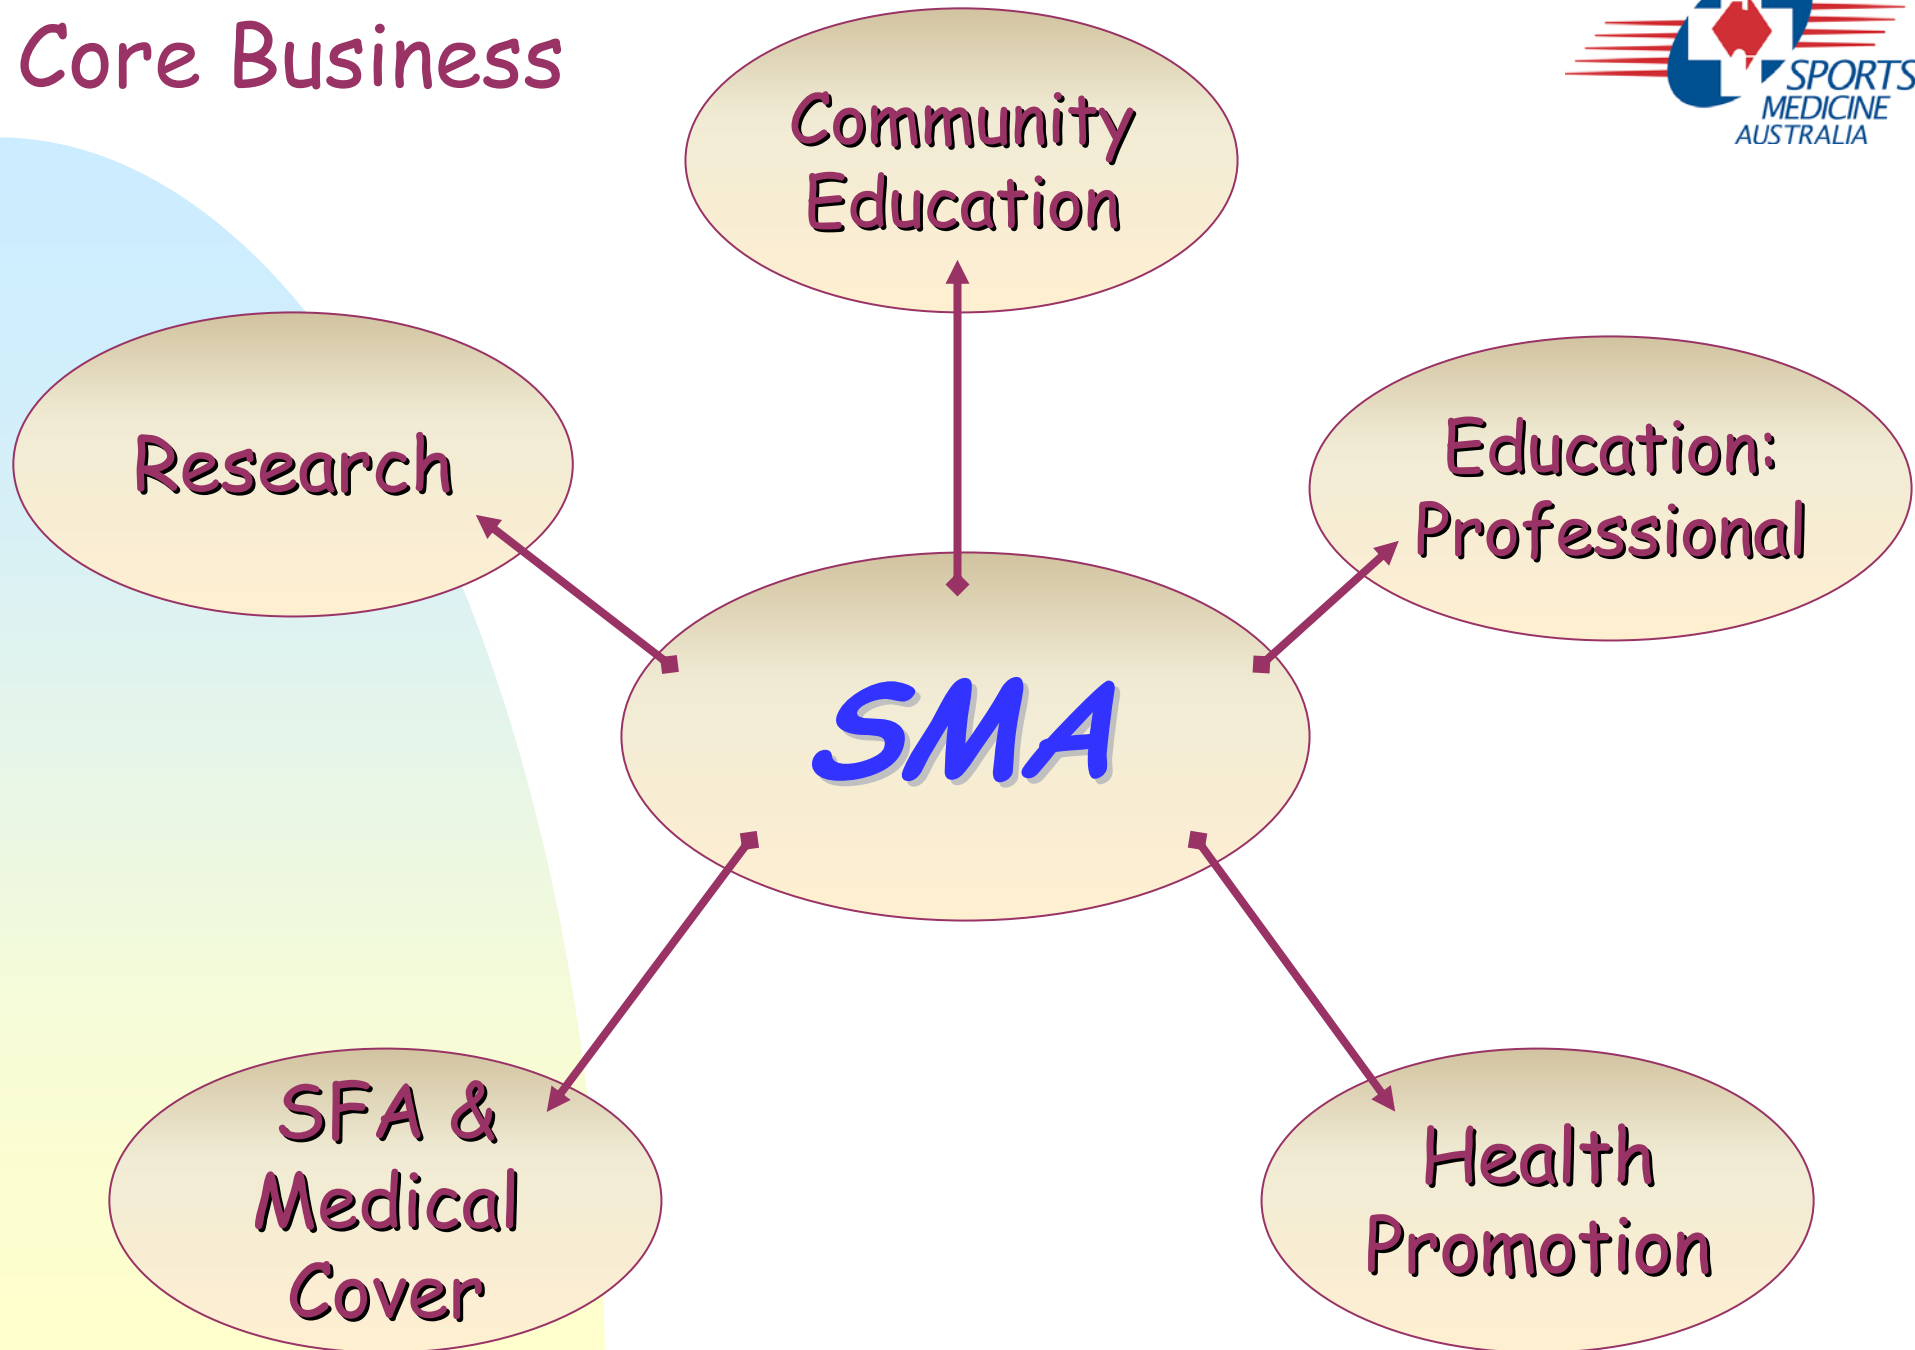 Core Business
SPORTS
MEDICINE
AUSTRALIA
Community
Education
Research
Education:
Professional
SMA
SFA &
Medical
Cover
Health
Promotion